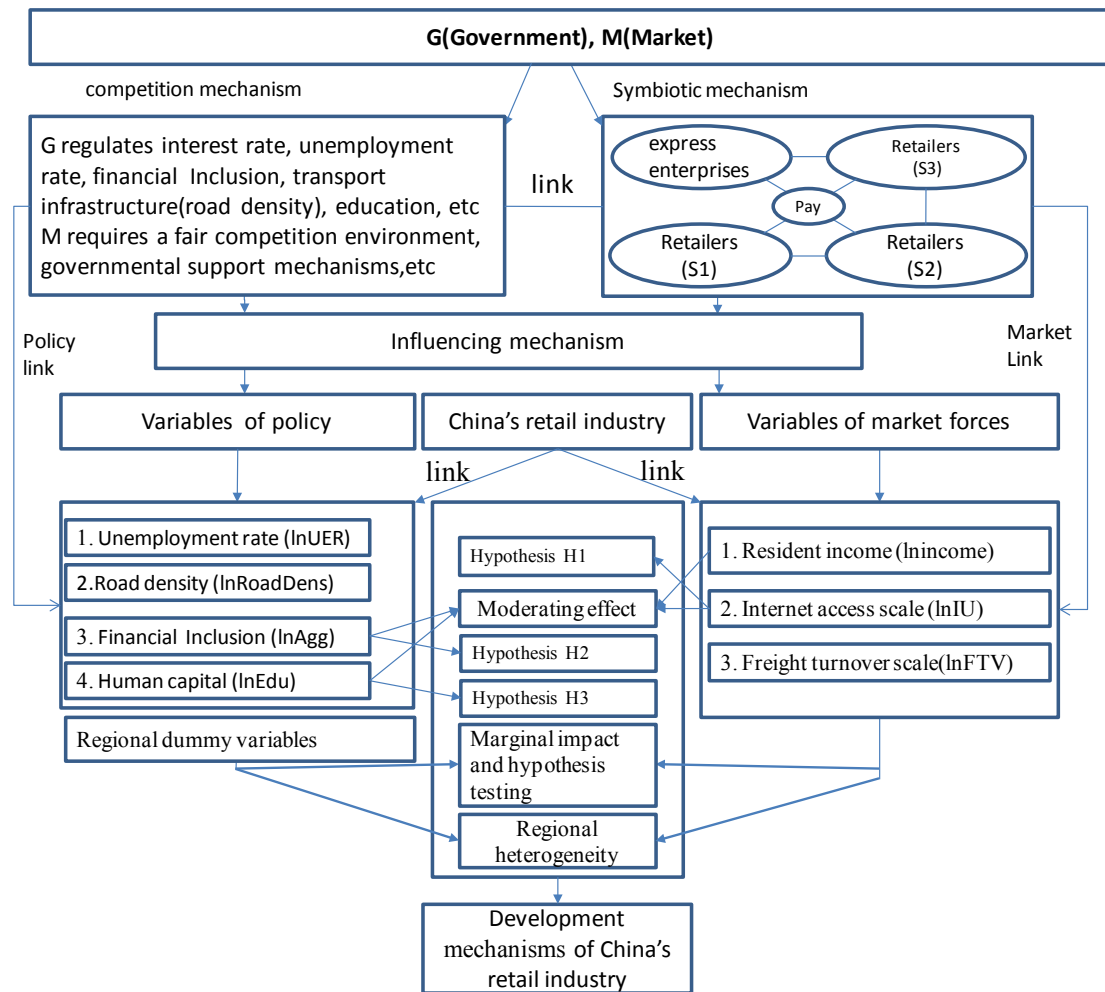 G(Government), M(Market)
competition mechanism
Symbiotic mechanism
G regulates interest rate, unemployment
rate, financial Inclusion, transport
infrastructure(road density), education, etc
M requires a fair competition environment,
governmental support mechanisms,etc
link
express
enterprises
Retailers
(S3)
Pay
Retailers
(S1)
Retailers
(S2)
Policy
link
Influencing mechanism
Market
Link
Variables of policy
China’s retail industry
Variables of market forces
link
link
1. Unemployment rate (lnUER)
2.Road density (lnRoadDens)
3. Financial Inclusion (lnAgg)
4. Human capital (lnEdu)
Regional dummy variables
Hypothesis H1
Moderating effect
Hypothesis H2
Hypothesis H3
Marginal impact
and hypothesis
testing
Regional
heterogeneity
1. Resident income (lnincome)
2. Internet access scale (lnIU)
3. Freight turnover scale(lnFTV)
Development
mechanisms of China’s
retail industry